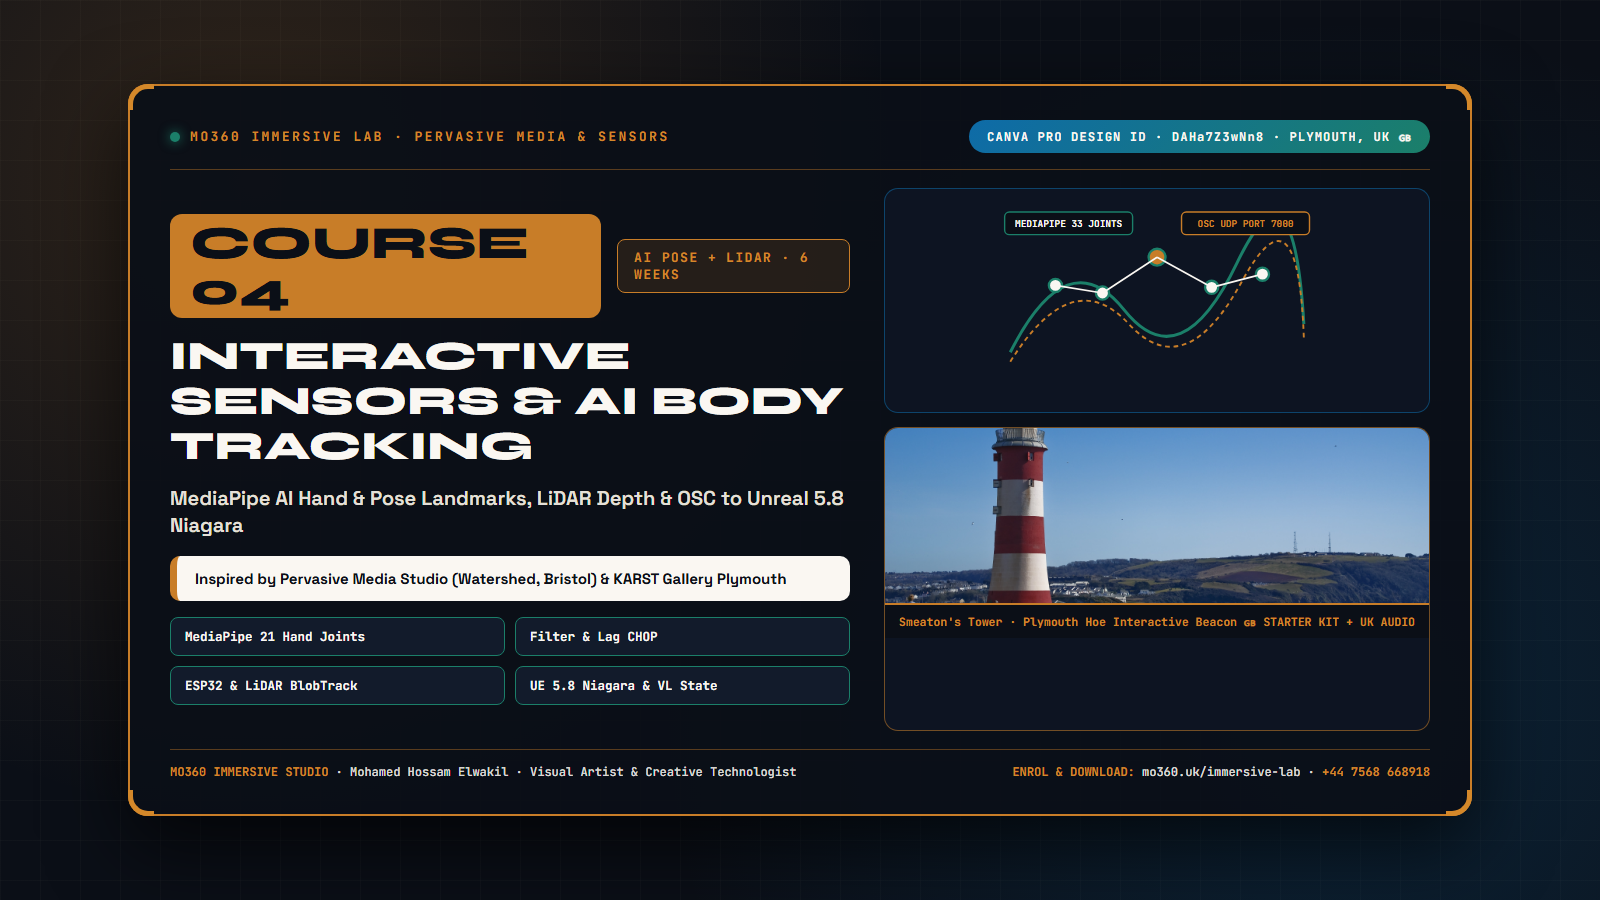 MO360 IMMERSIVE LAB · PERVASIVE MEDIA & SENSORS
CANVA PRO DESIGN ID · DAHa7Z3wNn8 · PLYMOUTH, UK GB
COURSE
04
AI POSE + LIDAR · 6
WEEKS
INTERACTIVE
SENSORS & AI BODY
TRACKING
MediaPipe AI Hand & Pose Landmarks, LiDAR Depth & OSC to Unreal 5.8
Niagara
Inspired by Pervasive Media Studio (Watershed, Bristol) & KARST Gallery Plymouth
MediaPipe 21 Hand Joints
Filter & Lag CHOP
ESP32 & LiDAR BlobTrack
UE 5.8 Niagara & VL State
MEDIAPIPE 33 JOINTS
OSC UDP PORT 7000
Smeaton's Tower · Plymouth Hoe Interactive Beacon GB STARTER KIT + UK AUDIO
MO360 IMMERSIVE STUDIO · Mohamed Hossam Elwakil · Visual Artist & Creative Technologist
ENROL & DOWNLOAD: mo360.uk/immersive-lab · +44 7568 668918